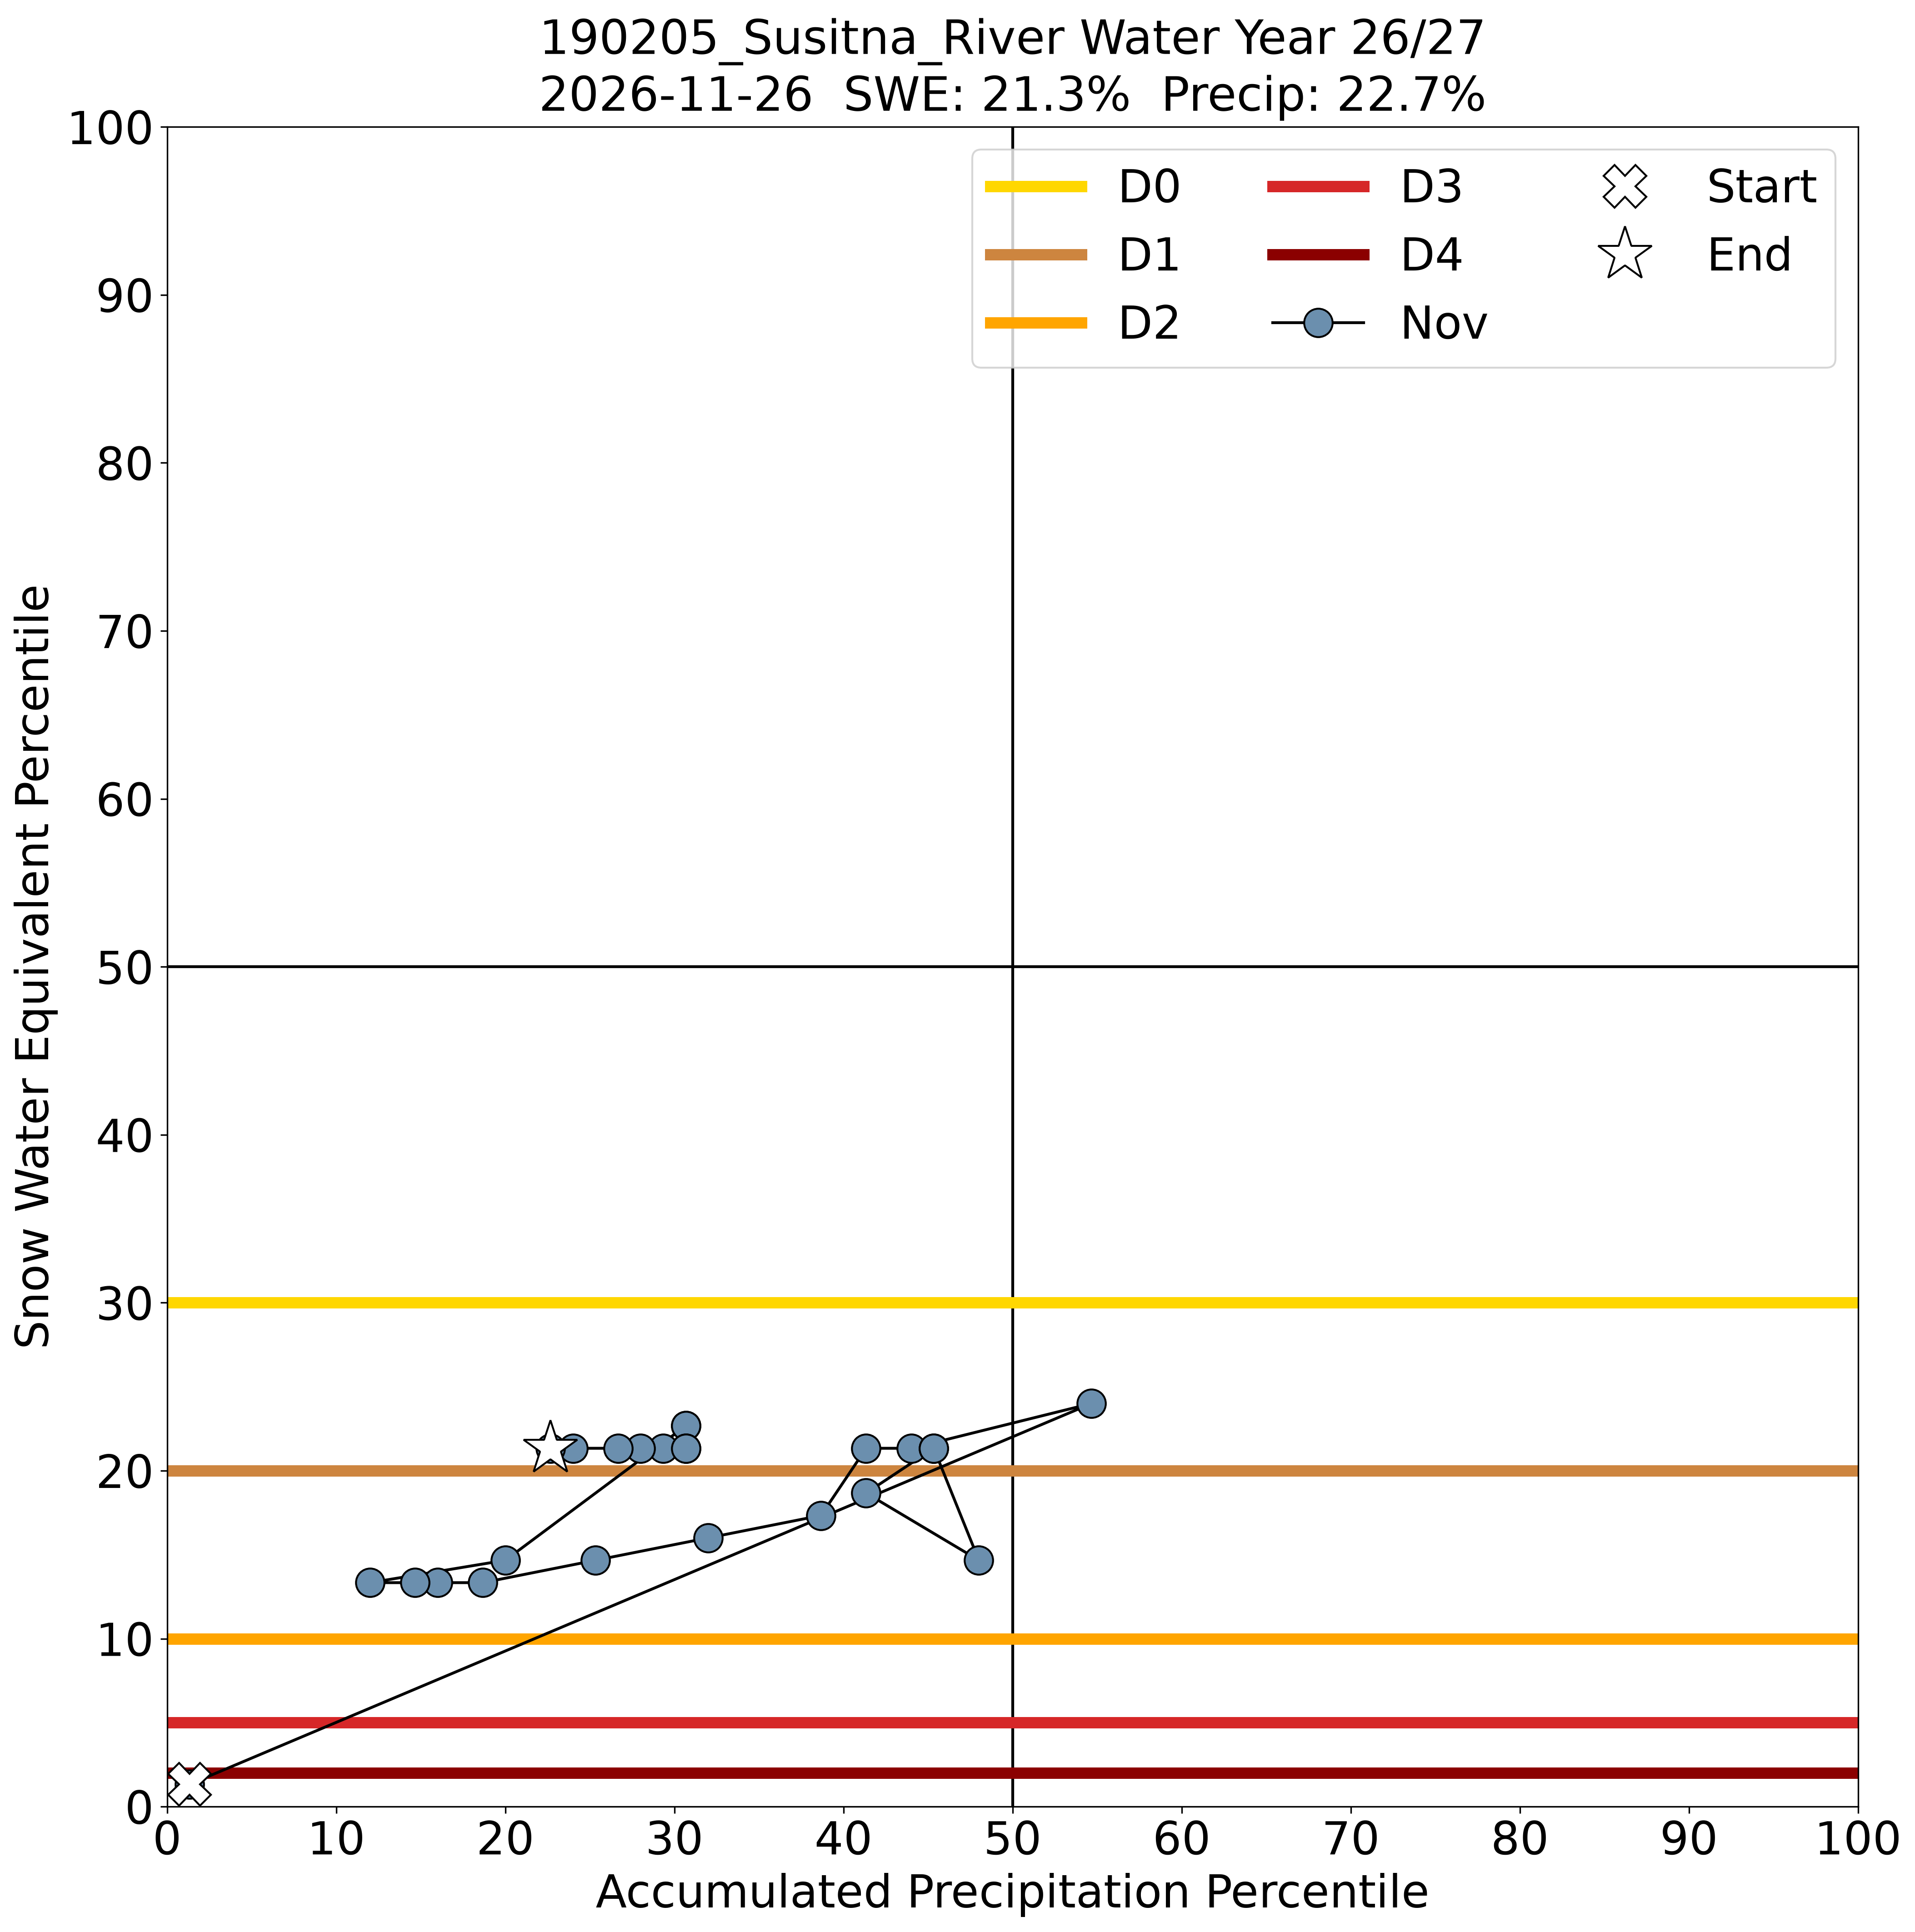 190205_Susitna_River Water Year 26/27
2026-11-26  SWE: 21.3%  Precip: 22.7%
100
90
80
70
60
50
40
30
20
10
0
Snow Water Equivalent Percentile
D0
D1
D2
D3
D4
Nov
Start
End
0 10 20 30 40 50 60 70 80 90 100
Accumulated Precipitation Percentile